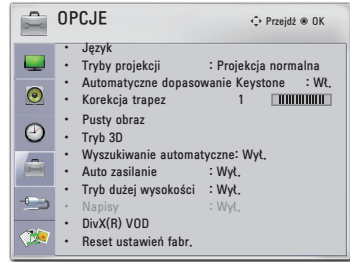 OPCJE
Przejdź OK
• Język
• Tryby projekcji : Projekcja normalna
• Automatyczne dopasowanie Keystone : Wł.
• Korekcja trapez 1
• Pusty obraz
• Tryb 3D
• Wyszukiwanie automatyczne: Wył.
• Auto zasilanie : Wył.
• Tryb dużej wysokości : Wył.
• Napisy : Wył.
• DivX(R) VOD
• Reset ustawień fabr.